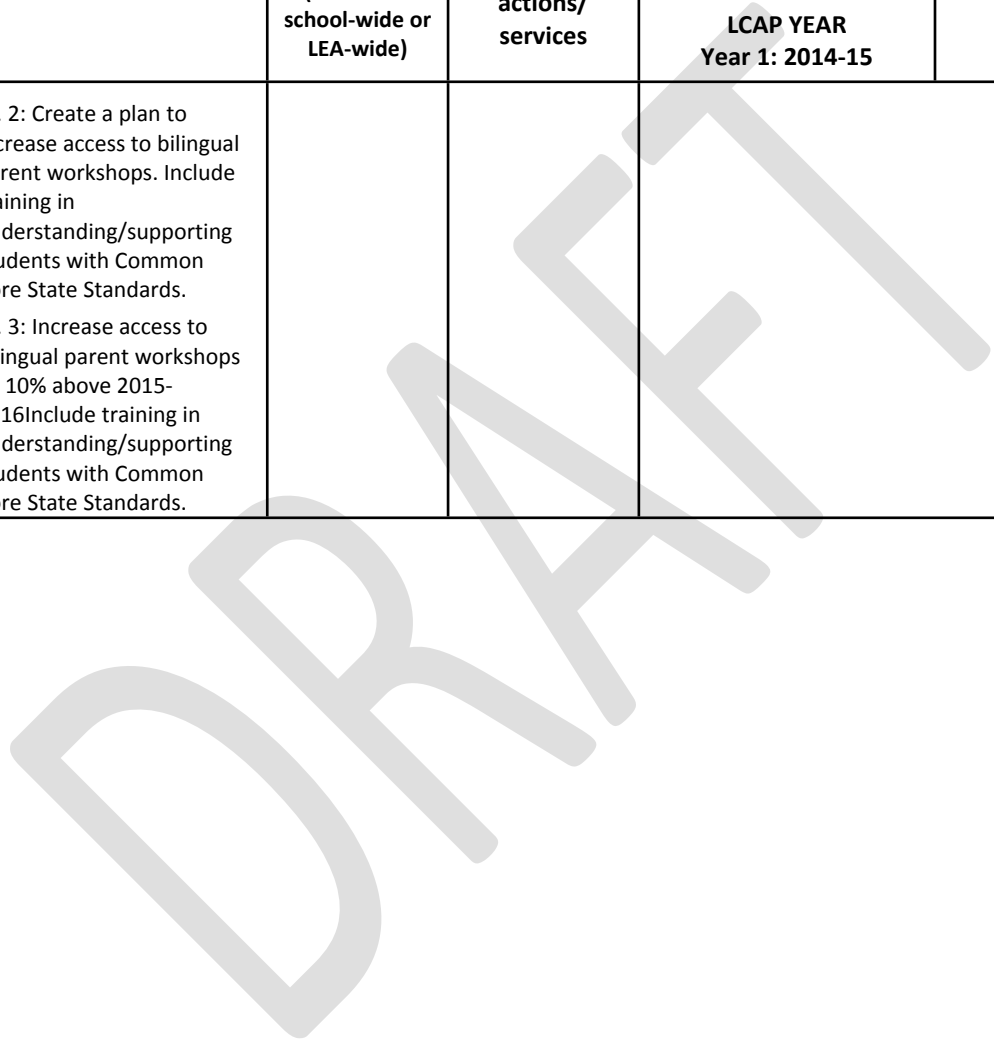 school-wide or
LEA-wide)
actions/
services
LCAP YEAR
Year 1: 2014-15
2: Create a plan to
crease access to bilingual
rent workshops. Include
aining in
derstanding/supporting
udents with Common
re State Standards.
3: Increase access to
lingual parent workshops
10% above 2015-
16Include training in
derstanding/supporting
udents with Common
re State Standards.
DRAFT